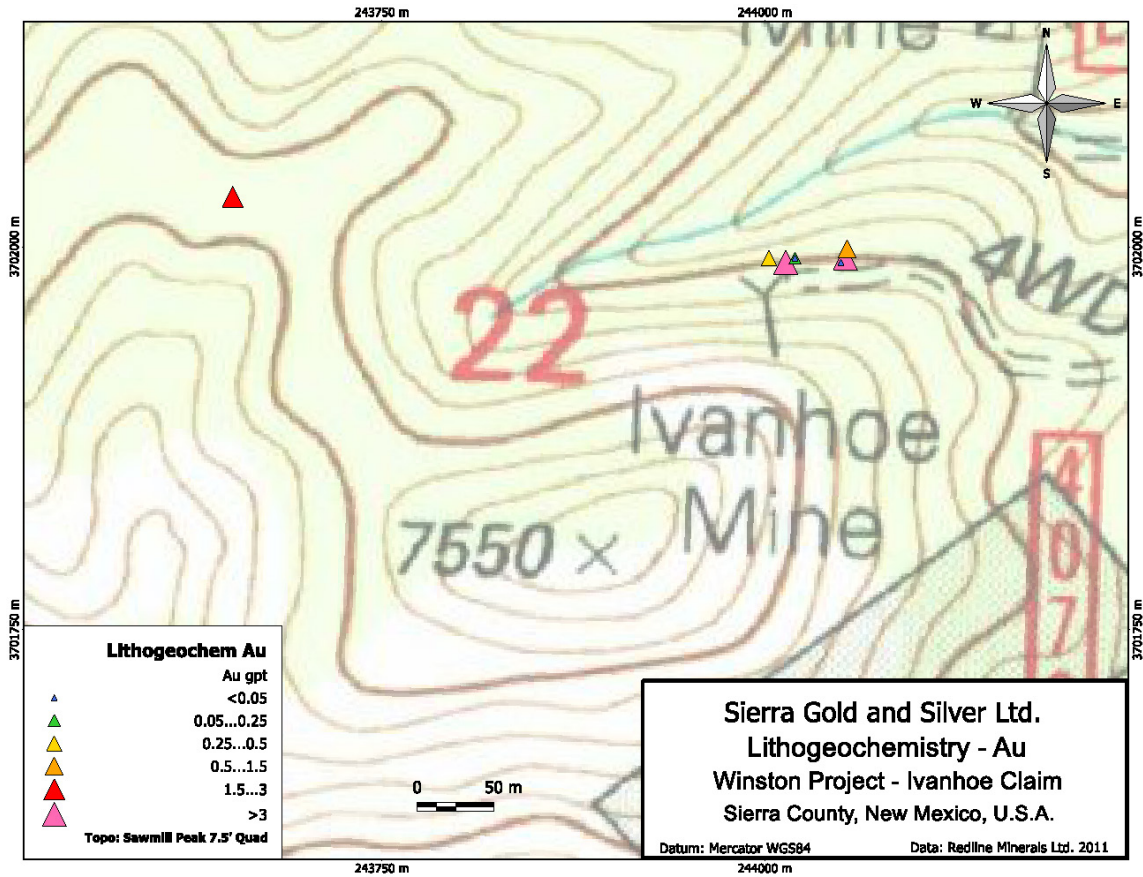 243750 m
244000 m
Mine
N
W
E
S
3702000 m
3702000 m
4WD
22
Ivanhoe
Mine
7550
4
0
7
3701750 m
3701750 m
Lithogeochem Au
Au gpt
<0.05
0.05...0.25
0.25...0.5
0.5...1.5
1.5...3
>3
Topo: Sawmill Peak 7.5' Quad
0 50 m
Sierra Gold and Silver Ltd.
Lithogeochemistry - Au
Winston Project - Ivanhoe Claim
Sierra County, New Mexico, U.S.A.
Datum: Mercator WGS84 Data: Redline Minerals Ltd. 2011
243750 m
244000 m